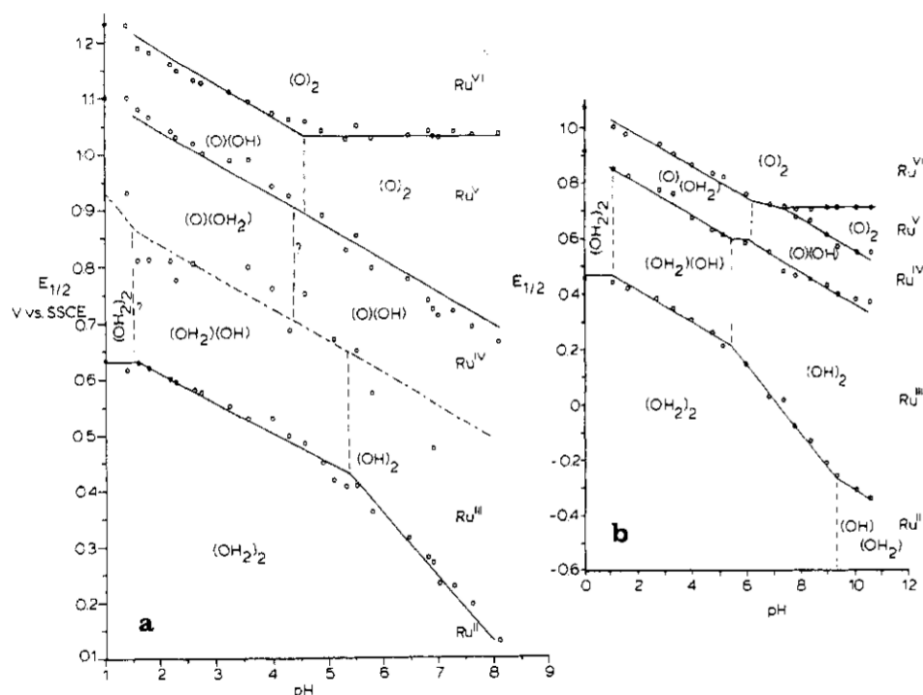 1.2
1.1
1.0
0.9
0.8
E1/2
V vs. SSCE
0.7
0.6
0.5
0.4
0.3
0.2
0.1
1 2 3 4 5 6 7 8 9
pH
(O)2
RuVI
(O)(OH)
(O)2
RuV
(O)(OH2)
?
(OH2)2
?
(OH2)(OH)
(O)(OH)
RuIV
(OH)2
RuIII
(OH2)2
a
RuII
1.0
0.8
0.6
E1/2
0.4
0.2
0
-0.2
-0.4
-0.6
0 2 4 6 8 10 12
pH
(O)2
RuVI
(O)(OH2)
RuV
(O)2
(OH2)2
(O)(OH)
RuIV
(OH2)(OH)
(OH)2
RuIII
(OH2)2
RuII
b
(OH)
(OH2)